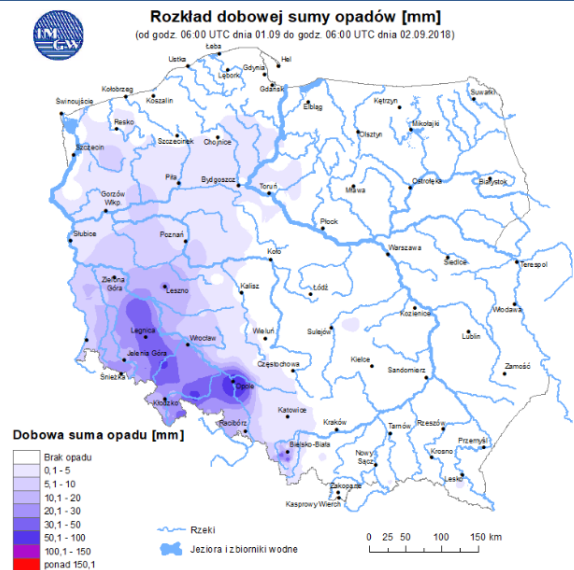 IM
GW
Rozkład dobowej sumy opadów [mm]
(od godz. 06:00 UTC dnia 01.09 do godz. 06:00 UTC dnia 02.09.2018)
Łeba
Ustka
Lębork
Gdynia
Hel
Gdańsk
Kołobrzeg
Koszalin
Świnoujście
Resko
Szczecinek
Chojnice
Elbląg
Kętrzyn
Suwałki
Olsztyn
Mikołajki
Szczecin
Piła
Bydgoszcz
Toruń
Mława
Ostrołęka
Białystok
Gorzów
Wlkp.
Płock
Słubice
Poznań
Koło
Warszawa
Siedlce
Terespol
Zielona
Góra
Leszno
Kalisz
Łódź
Kozienice
Włodawa
Legnica
Wrocław
Wieluń
Sulejów
Lublin
Jelenia Góra
Śnieżka
Opole
Częstochowa
Kielce
Sandomierz
Zamość
Kłodzko
Racibórz
Katowice
Kraków
Tarnów
Rzeszów
Przemyśl
Bielsko-Biała
Nowy
Sącz
Krosno
Lesko
Zakopane
Kasprowy Wierch
Dobowa suma opadu [mm]
Brak opadu
0,1 - 5
5,1 - 10
10,1 - 20
20,1 - 30
30,1 - 50
50,1 - 100
100,1 - 150
ponad 150,1
Rzeki
Jeziora i zbiorniki wodne
0 25 50 100 150 km